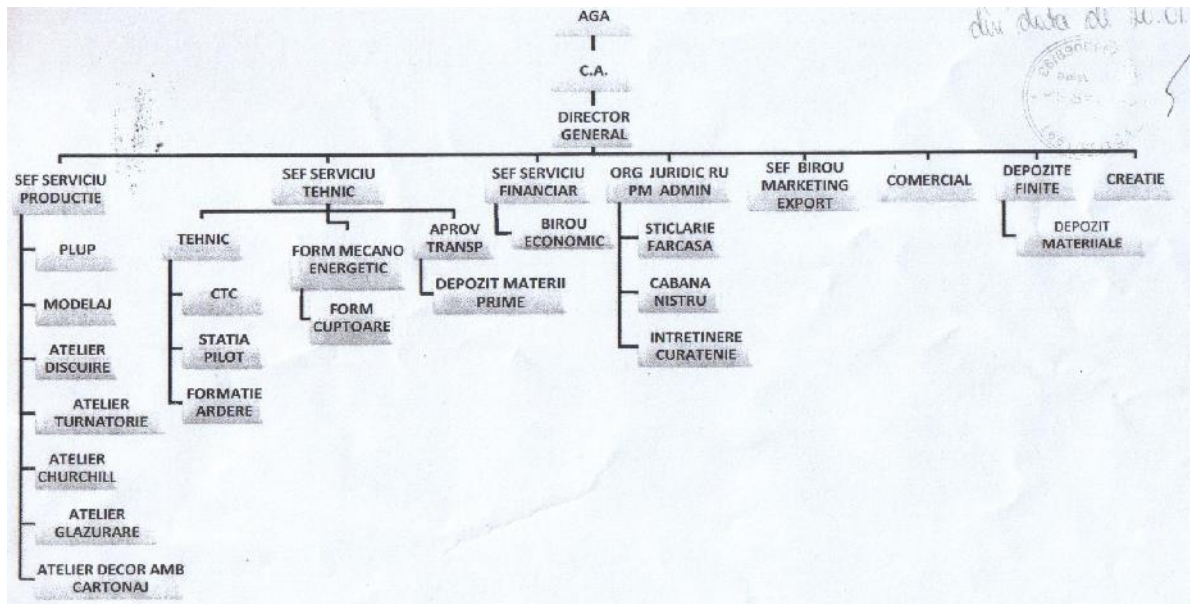 AGA
din data de
C.A.
DIRECTOR
GENERAL
SEF SERVICIU
PRODUCTIE
SEF SERVICIU
TEHNIC
SEF SERVICIU
FINANCIAR
ORG JURIDIC RU
PM ADMIN
SEF BIROU
MARKETING
EXPORT
COMERCIAL
DEPOZITE
FINITE
CREATIE
PLUP
MODELAJ
ATELIER
DISCUIRE
ATELIER
TURNATORIE
ATELIER
CHURCHILL
ATELIER
GLAZURARE
ATELIER DECOR AMB
CARTONAJ
TEHNIC
CTC
STATIA
PILOT
FORMATIE
ARDERE
FORM MECANO
ENERGETIC
FORM
CUPTOARE
APROV
TRANSP
DEPOZIT MATERII
PRIME
BIROU
ECONOMIC
STICLARIE
FARCASA
CABANA
NISTRU
INTRETINERE
CURATENIE
DEPOZIT
MATERIIALE